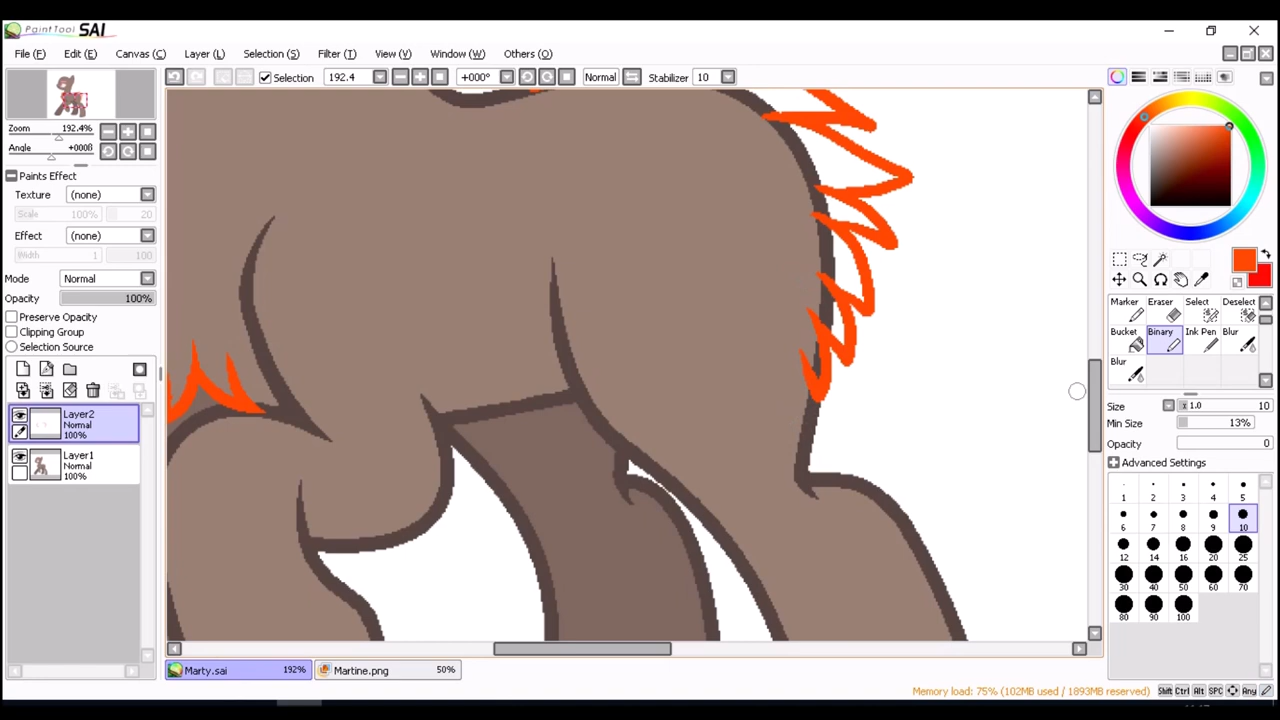 PaintTool SAI
File (F) Edit (E) Canvas (C) Layer (L) Selection (S) Filter (T) View (V) Window (W) Others (O)
Selection 192.4 +000° Normal Stabilizer 10
Zoom 192.4%
Angle +000ß
Paints Effect
Texture (none)
Scale 100% 20
Effect (none)
Width 1 100
Mode Normal
Opacity 100%
Preserve Opacity
Clipping Group
Selection Source
Layer2
Normal
100%
Layer1
Normal
100%
Marker Eraser Select Deselect
Bucket Binary Ink Pen Blur
Blur
Size x 1.0 10
Min Size 13%
Opacity 0
Advanced Settings
1 2 3 4 5
6 7 8 9 10
12 14 16 20 25
30 40 50 60 70
80 90 100
Marty.sai 192% Martine.png 50%
Memory load: 75% (102MB used / 1893MB reserved) Shift Ctrl Alt SPC Any